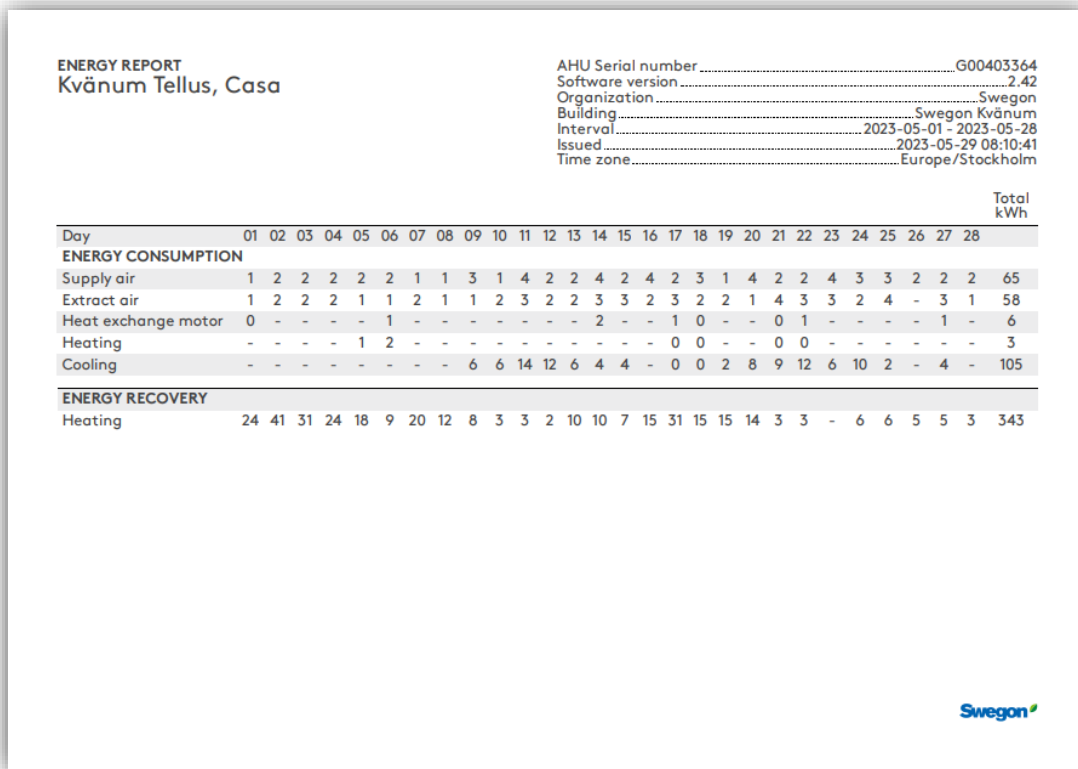 ENERGY REPORT
Kvänum Tellus, Casa
AHU Serial number G00403364
Software version 2.42
Organization Swegon
Building Swegon Kvänum
Interval 2023-05-01 - 2023-05-28
Issued 2023-05-29 08:10:41
Time zone Europe/Stockholm
Total
kWh
Day 01 02 03 04 05 06 07 08 09 10 11 12 13 14 15 16 17 18 19 20 21 22 23 24 25 26 27 28
ENERGY CONSUMPTION
Supply air 1 2 2 2 2 2 1 1 3 1 4 2 2 4 2 4 2 3 1 4 2 2 4 3 3 2 2 2 65
Extract air 1 2 2 2 1 1 2 1 1 2 3 2 2 3 3 2 3 2 2 1 4 3 3 2 4 - 3 1 58
Heat exchange motor 0 - - - - 1 - - - - - - - 2 - - 1 0 - - 0 1 - - - - 1 - 6
Heating - - - - 1 2 - - - - - - - - - - 0 0 - - 0 0 - - - - - - 3
Cooling - - - - - - - - 6 6 14 12 6 4 4 - 0 0 2 8 9 12 6 10 2 - 4 - 105
ENERGY RECOVERY
Heating 24 41 31 24 18 9 20 12 8 3 3 2 10 10 7 15 31 15 15 14 3 3 - 6 6 5 5 3 343
Swegon